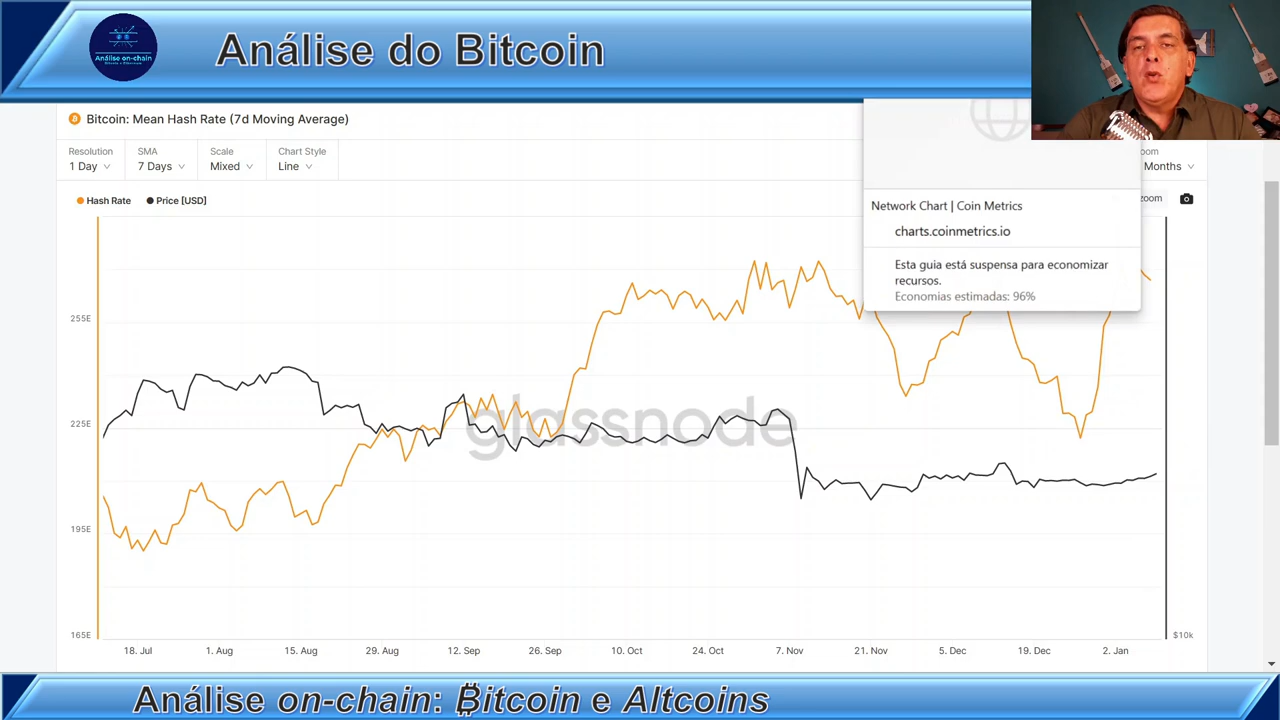 Análise do Bitcoin
Análise on-chain
Bitcoin: Mean Hash Rate (7d Moving Average)
Resolution
1 Day
SMA
7 Days
Scale
Mixed
Chart Style
Line
Months
Hash Rate
Price [USD]
zoom
Network Chart | Coin Metrics
charts.coinmetrics.io
Esta guia está suspensa para economizar
recursos.
Economias estimadas: 96%
255E
225E
195E
165E
glassnode
$10k
18. Jul
1. Aug
15. Aug
29. Aug
12. Sep
26. Sep
10. Oct
24. Oct
7. Nov
21. Nov
5. Dec
19. Dec
2. Jan
Análise on-chain: ₿itcoin e Altcoins